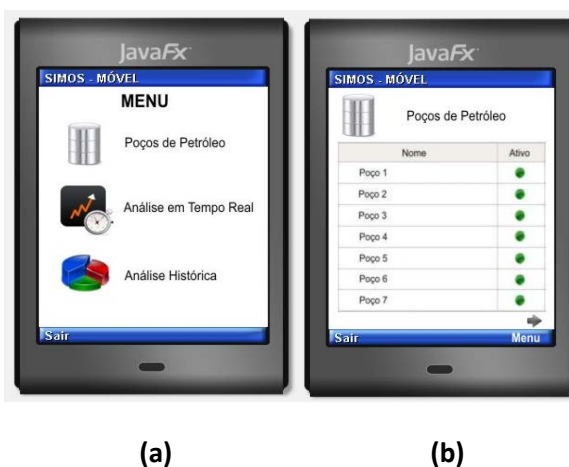 JavaFx
SIMOS - MÓVEL
MENU
Poços de Petróleo
Análise em Tempo Real
Análise Histórica
Sair
(a)
JavaFx
SIMOS - MÓVEL
Poços de Petróleo
Nome Ativo
Poço 1
Poço 2
Poço 3
Poço 4
Poço 5
Poço 6
Poço 7
Sair Menu
(b)